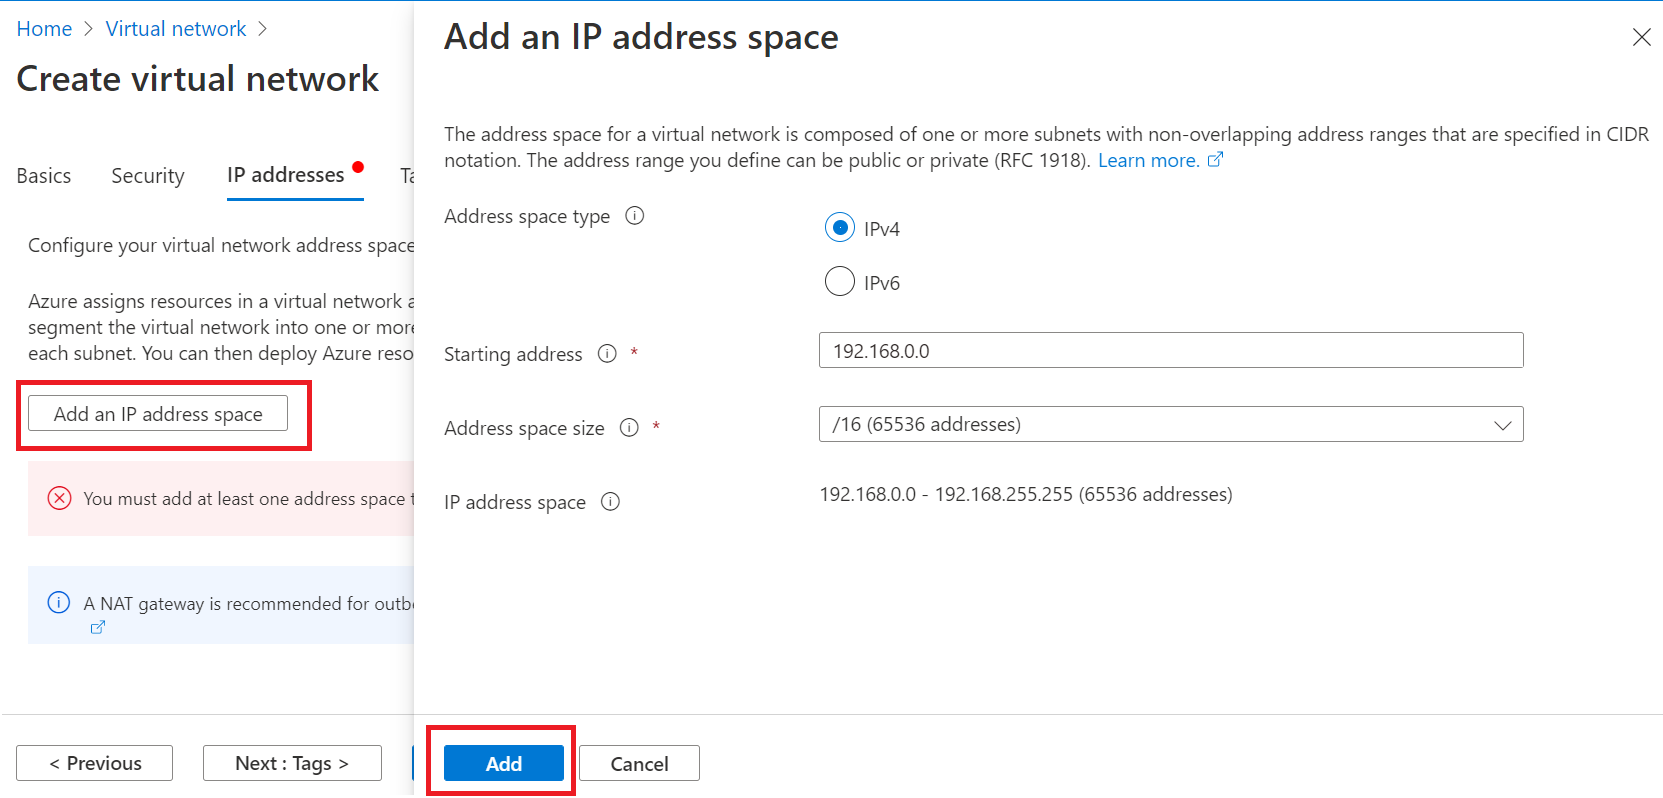 Home > Virtual network >
Create virtual network
Basics Security IP addresses Ta
Configure your virtual network address space
Azure assigns resources in a virtual network a
segment the virtual network into one or more
each subnet. You can then deploy Azure reso
Add an IP address space
You must add at least one address space t
A NAT gateway is recommended for outb
< Previous
Next : Tags >
Add an IP address space
The address space for a virtual network is composed of one or more subnets with non-overlapping address ranges that are specified in CIDR
notation. The address range you define can be public or private (RFC 1918). Learn more.
Address space type
IPv4
IPv6
Starting address *
192.168.0.0
Address space size *
/16 (65536 addresses)
IP address space
192.168.0.0 - 192.168.255.255 (65536 addresses)
Add
Cancel